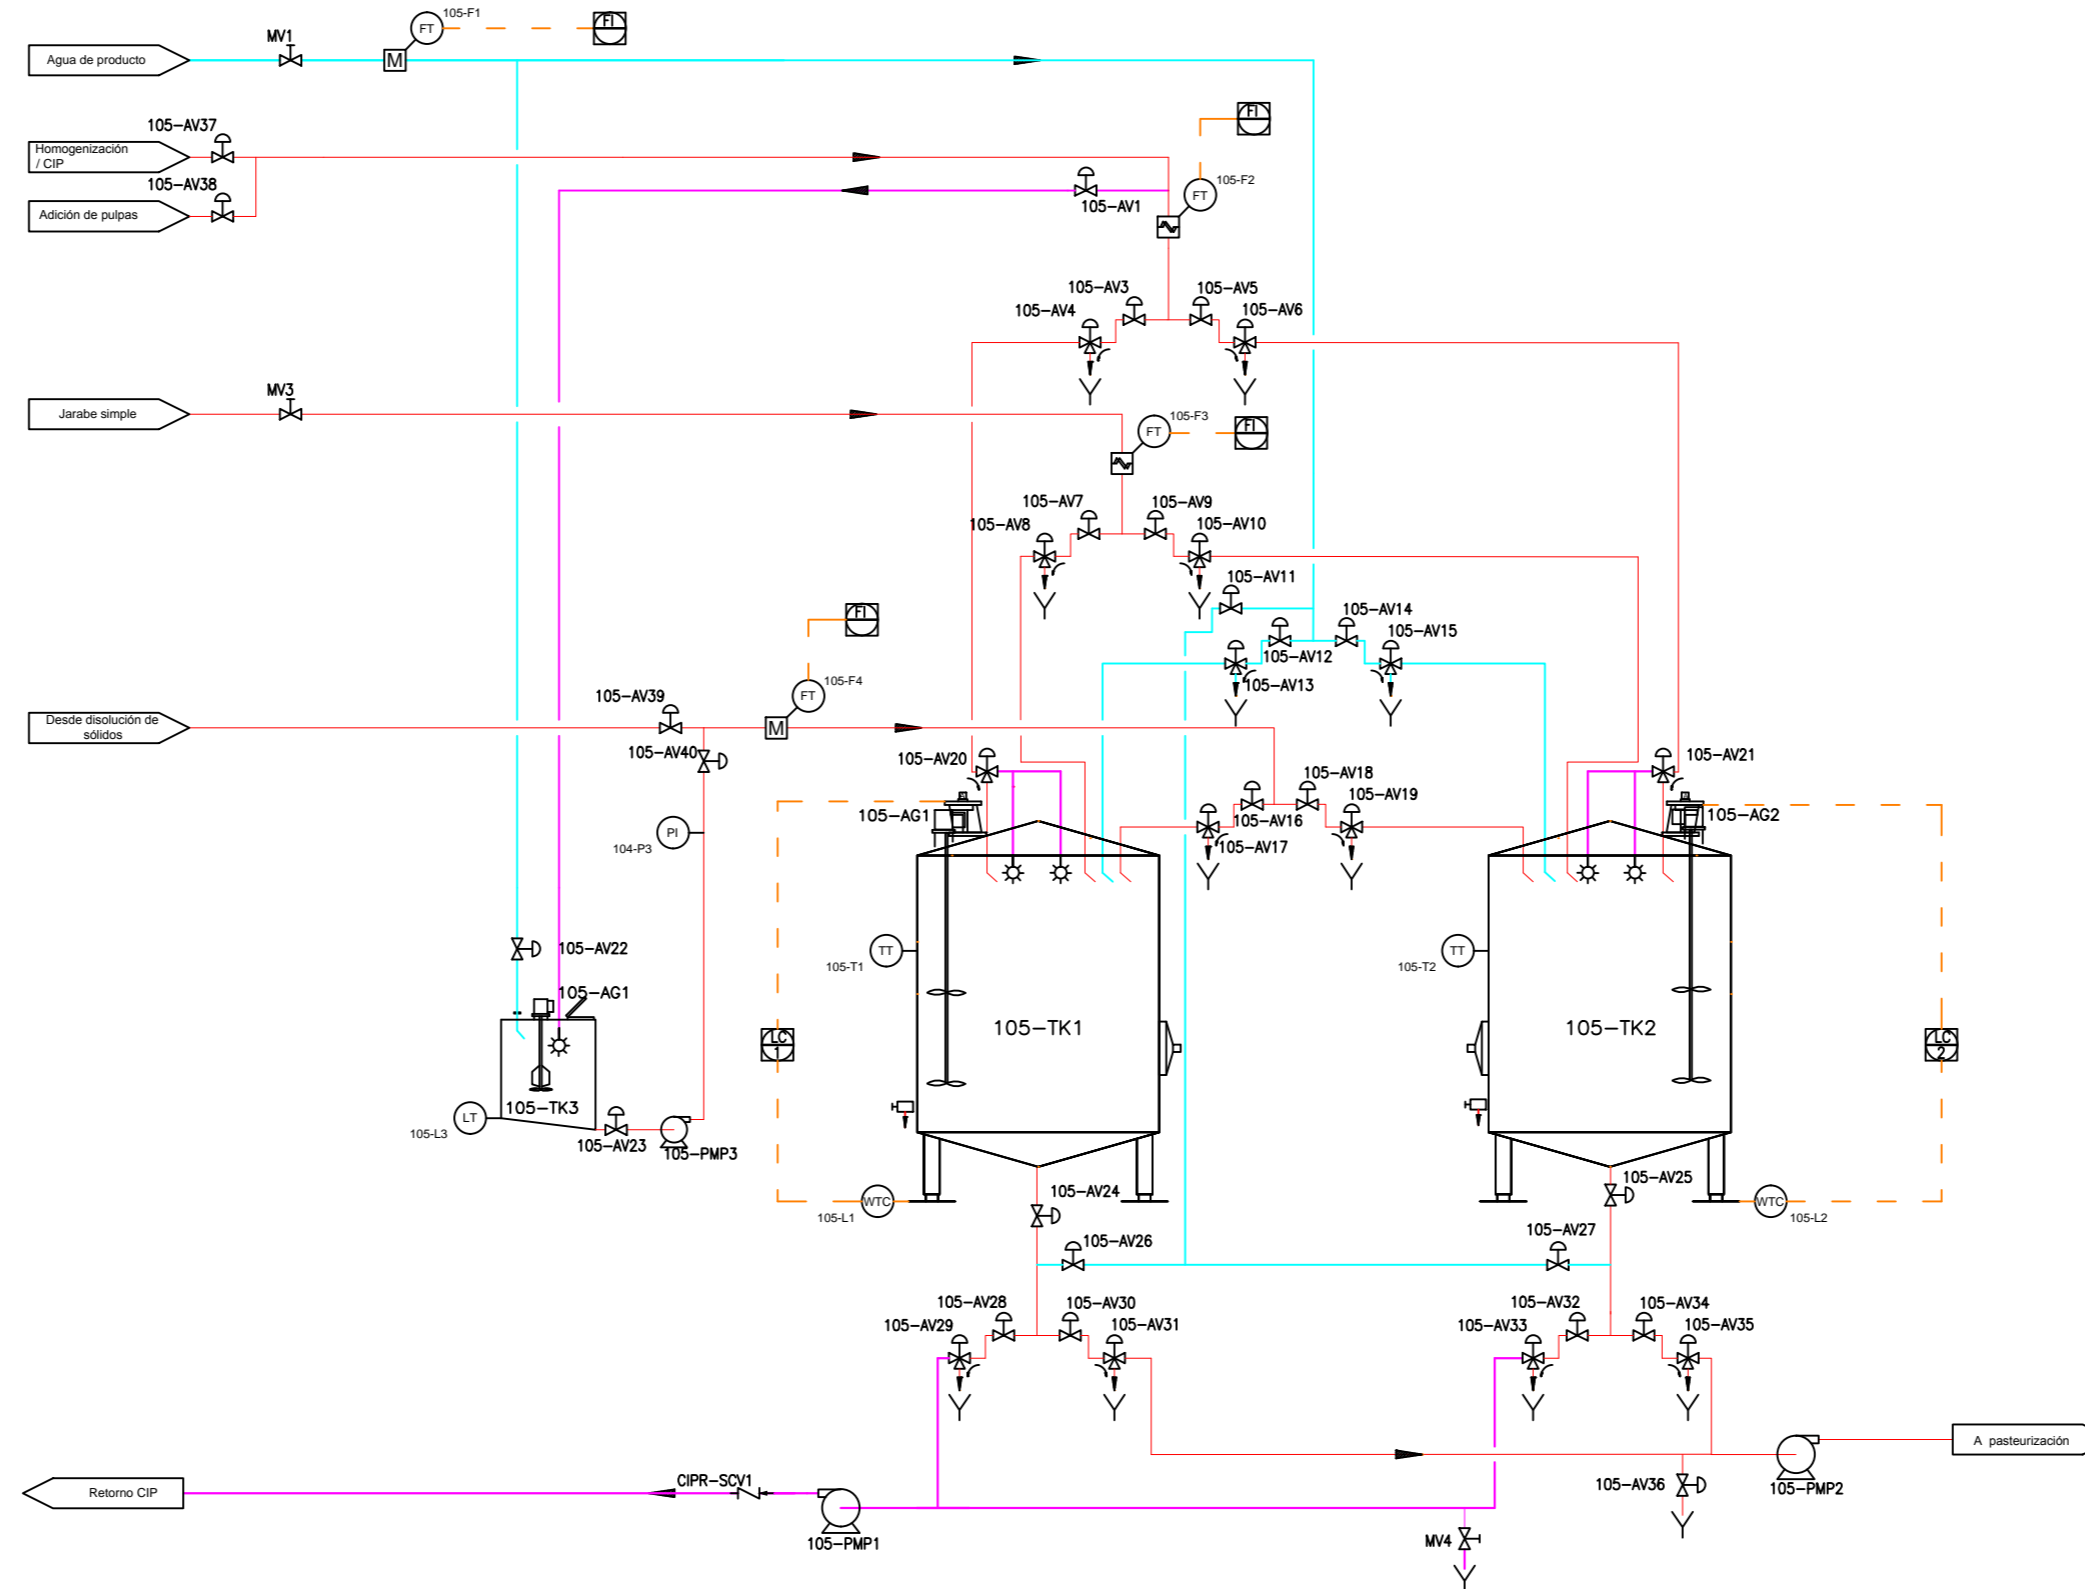 105-F1
FT
FI
MV1
Agua de producto
M
105-AV37
FI
Homogenización
/ CIP
105-AV38
105-F2
FT
105-AV1
Adición de pulpas
105-AV3
105-AV5
105-AV4
105-AV6
MV3
Jarabe simple
105-F3
FT
FI
105-AV7
105-AV9
105-AV8
105-AV10
105-AV11
FI
105-AV14
105-AV15
105-AV12
105-AV13
105-F4
FT
105-AV39
Desde disolución de
sólidos
M
105-AV40
105-AV20
105-AV21
105-AV18
105-AV19
105-AG1
105-AV16
105-AG2
105-AV17
PI
104-P3
105-AV22
TT
105-T1
TT
105-T2
105-AG1
105-TK1
105-TK2
LC
1
LC
2
105-TK3
LT
105-L3
105-AV23
105-PMP3
105-AV24
105-AV25
WTC
105-L1
WTC
105-L2
105-AV26
105-AV27
105-AV28
105-AV30
105-AV32
105-AV34
105-AV29
105-AV31
105-AV33
105-AV35
A pasteurización
CIPR-SCV1
105-AV36
105-PMP2
Retorno CIP
105-PMP1
MV4